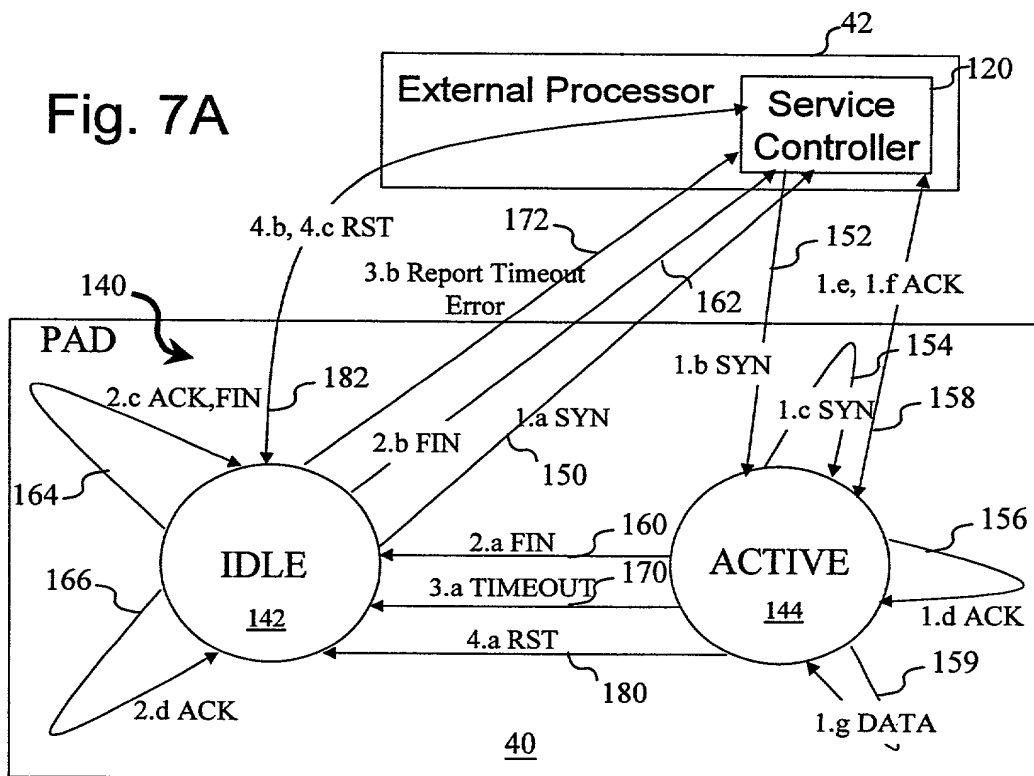 42
120
Fig. 7A
External Processor
Service
Controller
4.b, 4.c RST
172
3.b Report Timeout
Error
162
152
1.e, 1.f ACK
140
PAD
182
2.c ACK,FIN
2.b FIN
1.a SYN
150
1.b SYN
1.c SYN
154
158
164
166
IDLE
142
2.a FIN
160
3.a TIMEOUT
170
4.a RST
180
ACTIVE
144
156
1.d ACK
159
1.g DATA
2.d ACK
40